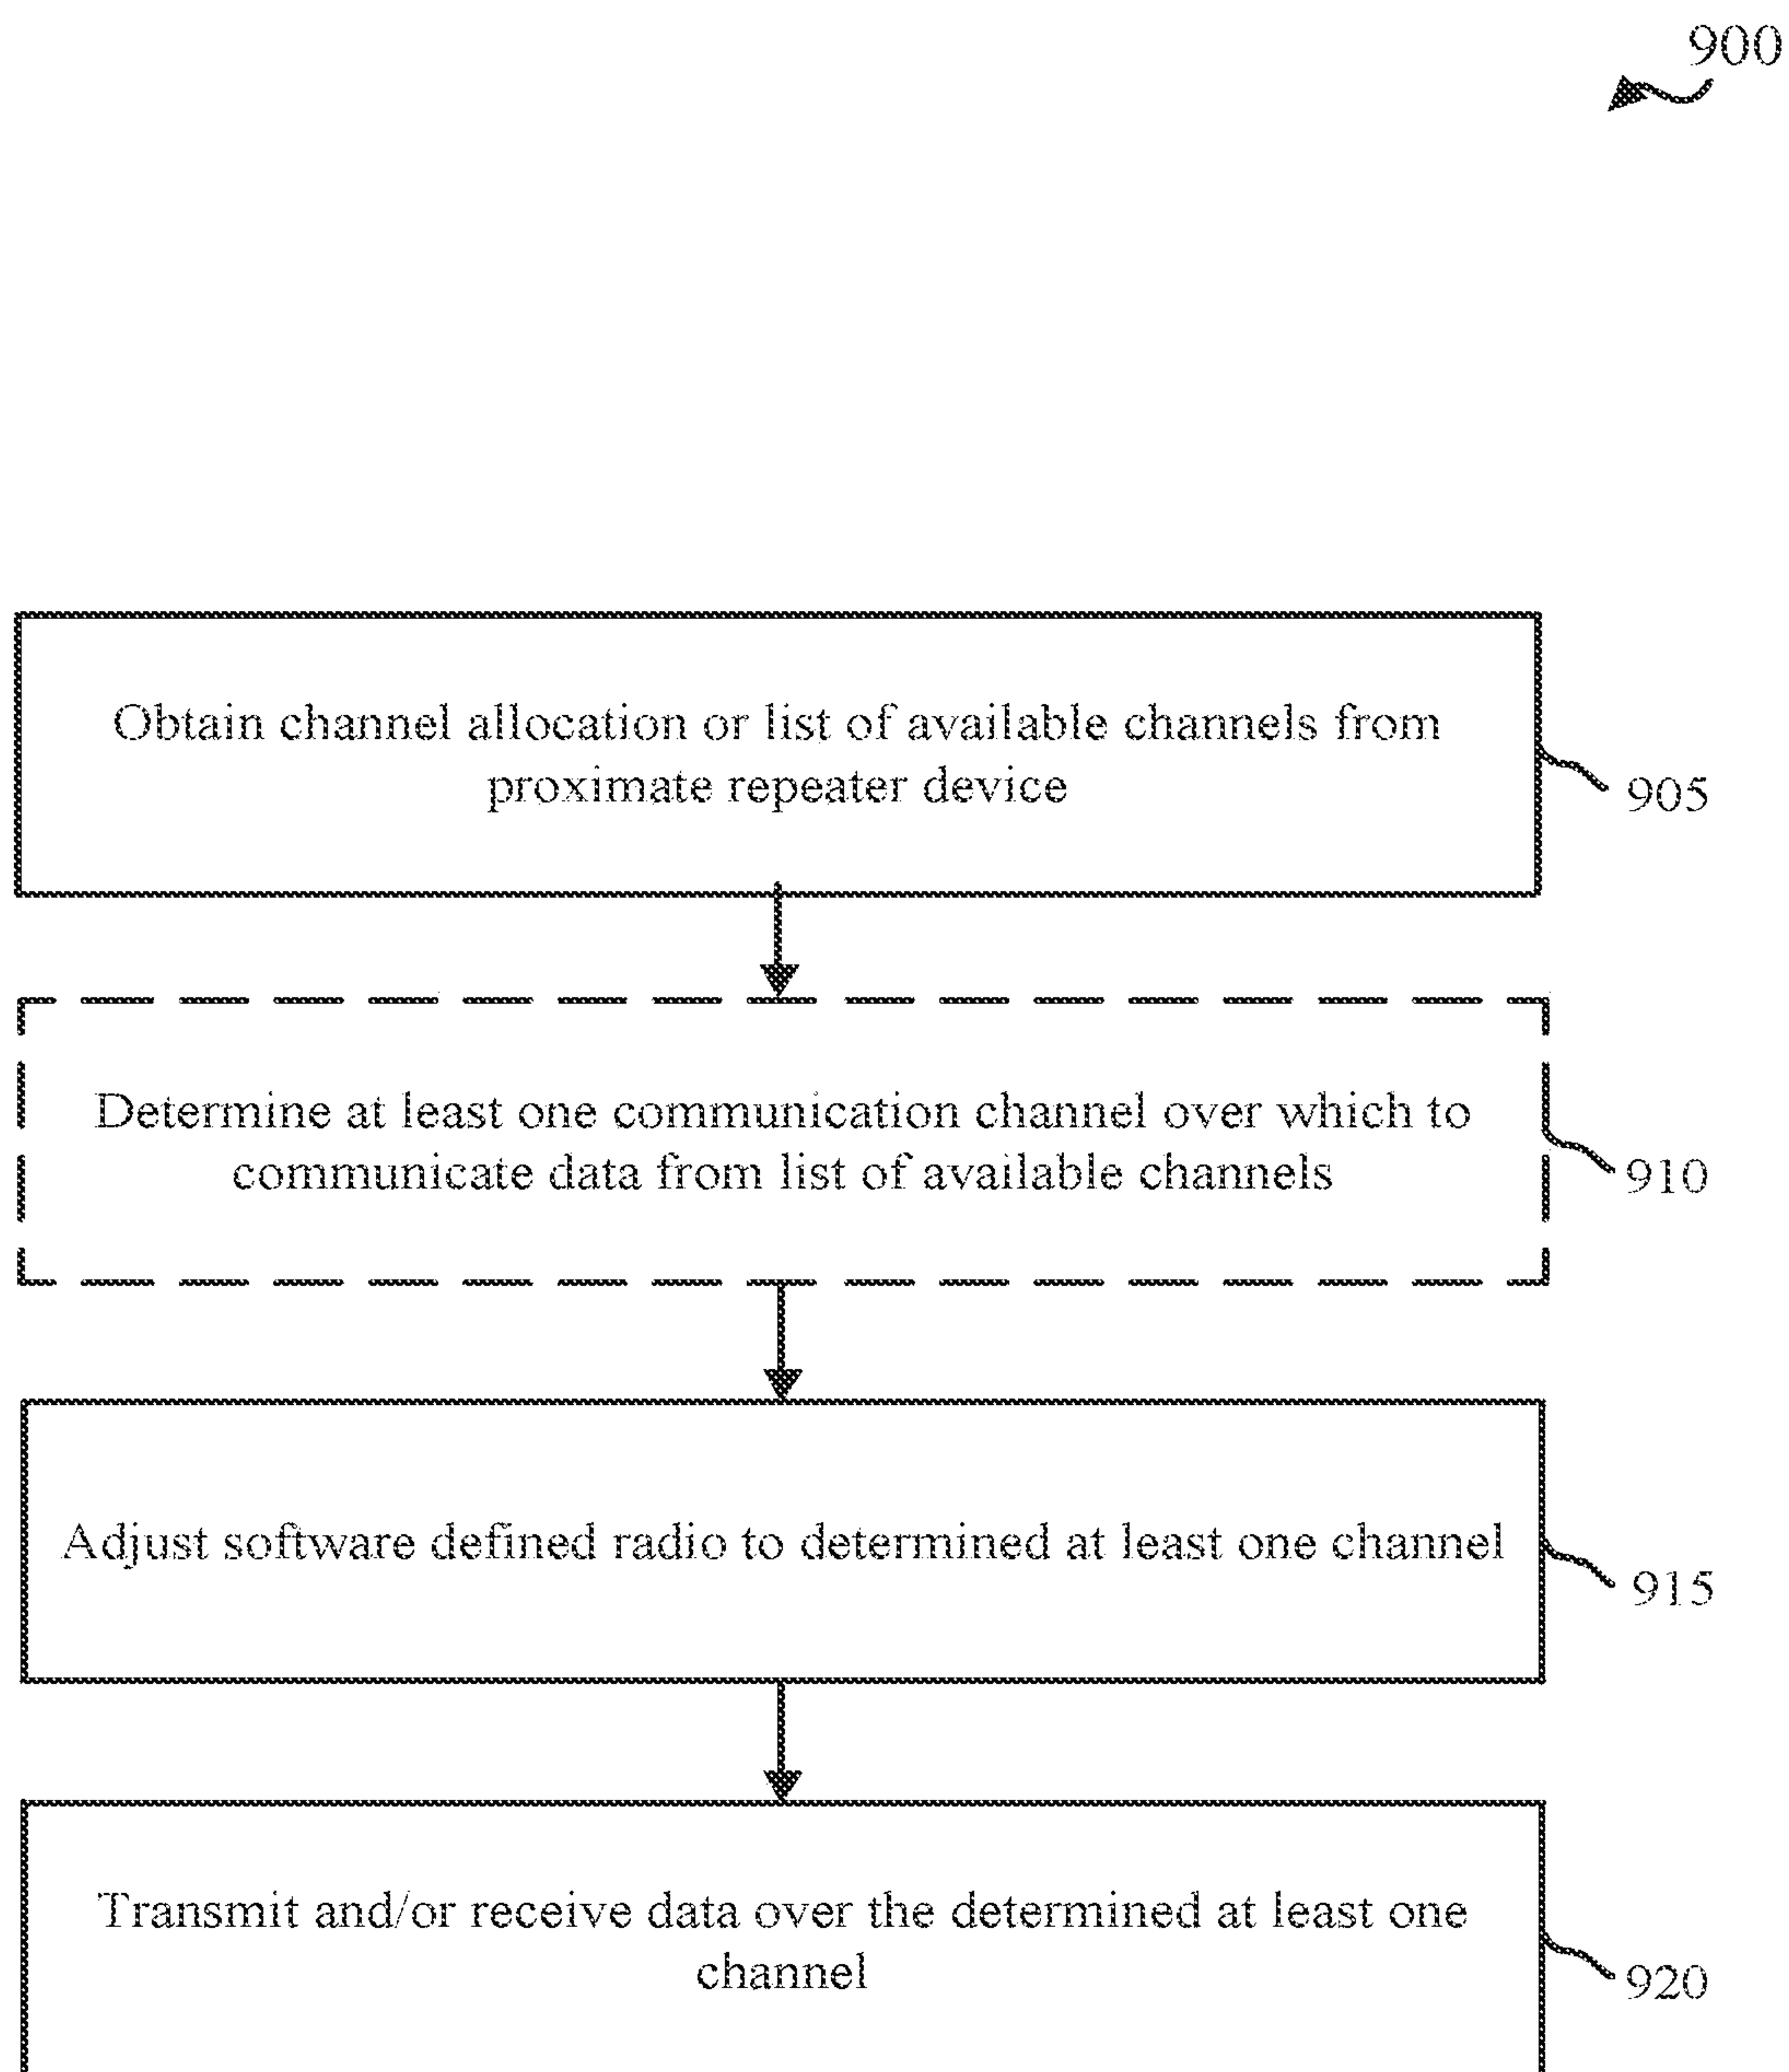 900
Obtain channel allocation or list of available channels from
proximate repeater device
905
Determine at least one communication channel over which to
communicate data from list of available channels
910
Adjust software defined radio to determined at least one channel
915
Transmit and/or receive data over the determined at least one
channel
920